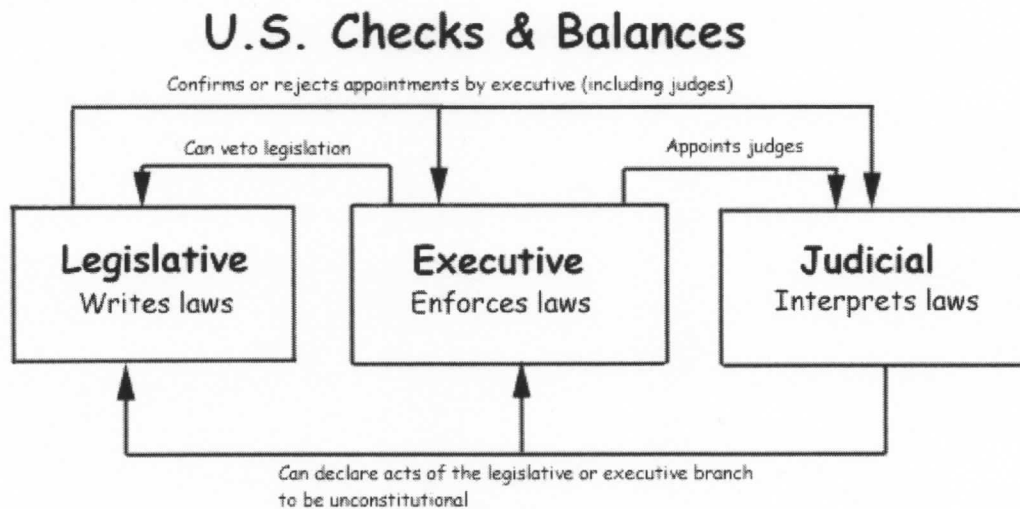 U.S. Checks & Balances
Confirms or rejects appointments by executive (including judges)
Can veto legislation
Appoints judges
Legislative
Writes laws
Executive
Enforces laws
Judicial
Interprets laws
Can declare acts of the legislative or executive branch
to be unconstitutional